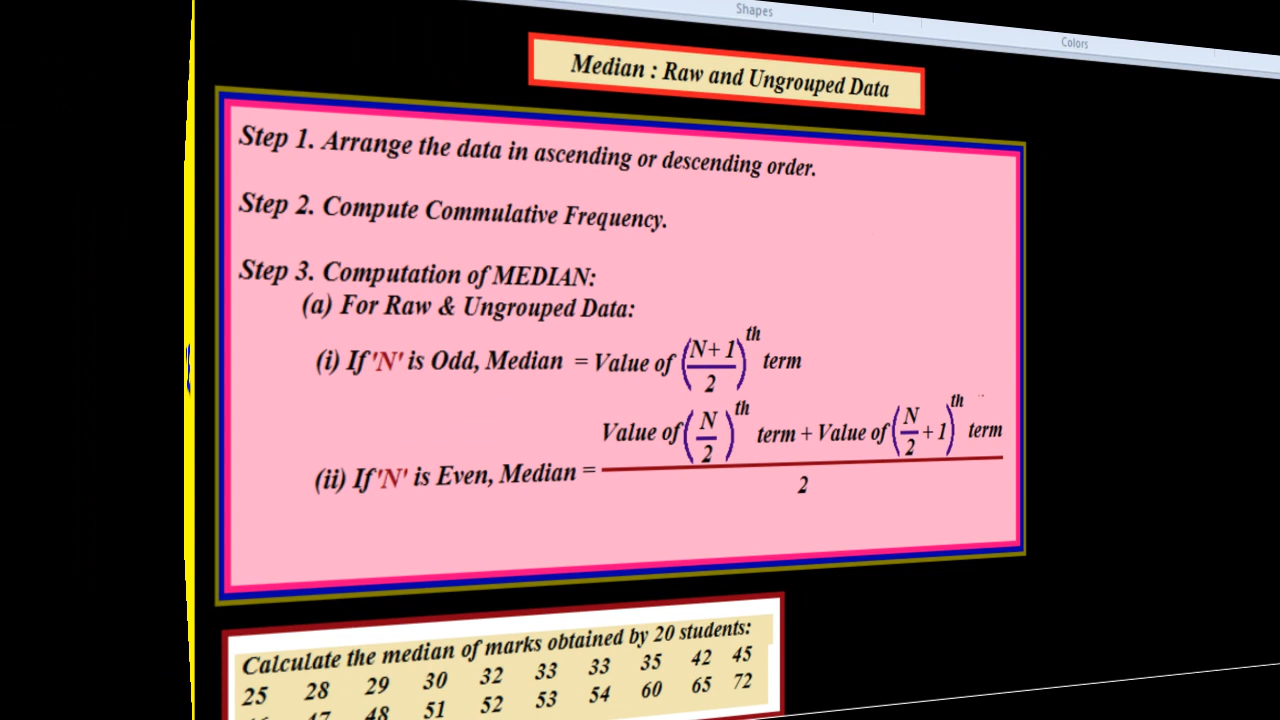 Shapes
Colors
Median : Raw and Ungrouped Data
Step 1. Arrange the data in ascending or descending order.
Step 2. Compute Commulative Frequency.
Step 3. Computation of MEDIAN:
(a) For Raw & Ungrouped Data:
(i) If 'N' is Odd, Median = Value of (N+1/2)th term
(ii) If 'N' is Even, Median = Value of (N/2)th term + Value of (N/2+1)th term / 2
Calculate the median of marks obtained by 20 students:
25 28 29 30 32 33 33 35 42 45
47 48 51 52 53 54 60 65 72